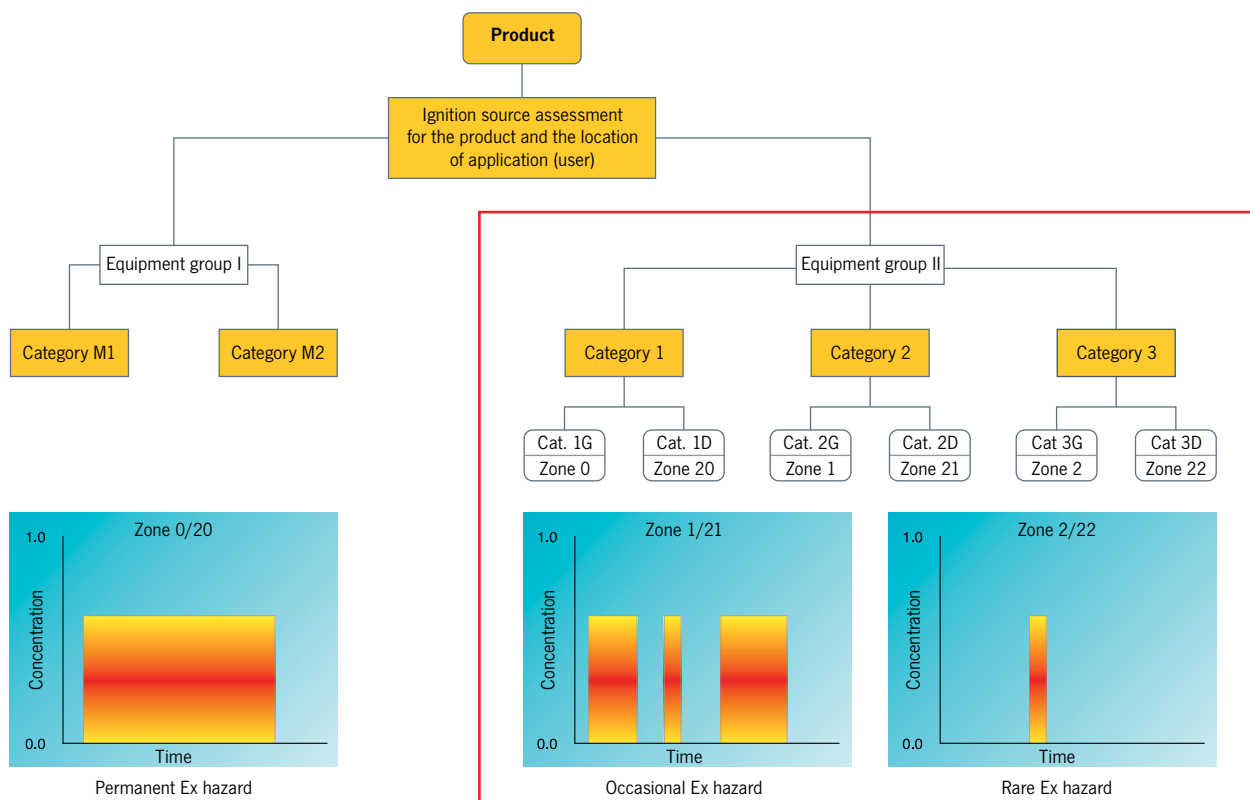 Product
Ignition source assessment
for the product and the location
of application (user)
Equipment group I
Equipment group II
Category M1
Category M2
Category 1
Category 2
Category 3
Cat. 1G
Zone 0
Cat. 1D
Zone 20
Cat. 2G
Zone 1
Cat. 2D
Zone 21
Cat 3G
Zone 2
Cat 3D
Zone 22
Zone 0/20
1.0
Concentration
0.0
Time
Permanent Ex hazard
Zone 1/21
1.0
Concentration
0.0
Time
Occasional Ex hazard
Zone 2/22
1.0
Concentration
0.0
Time
Rare Ex hazard